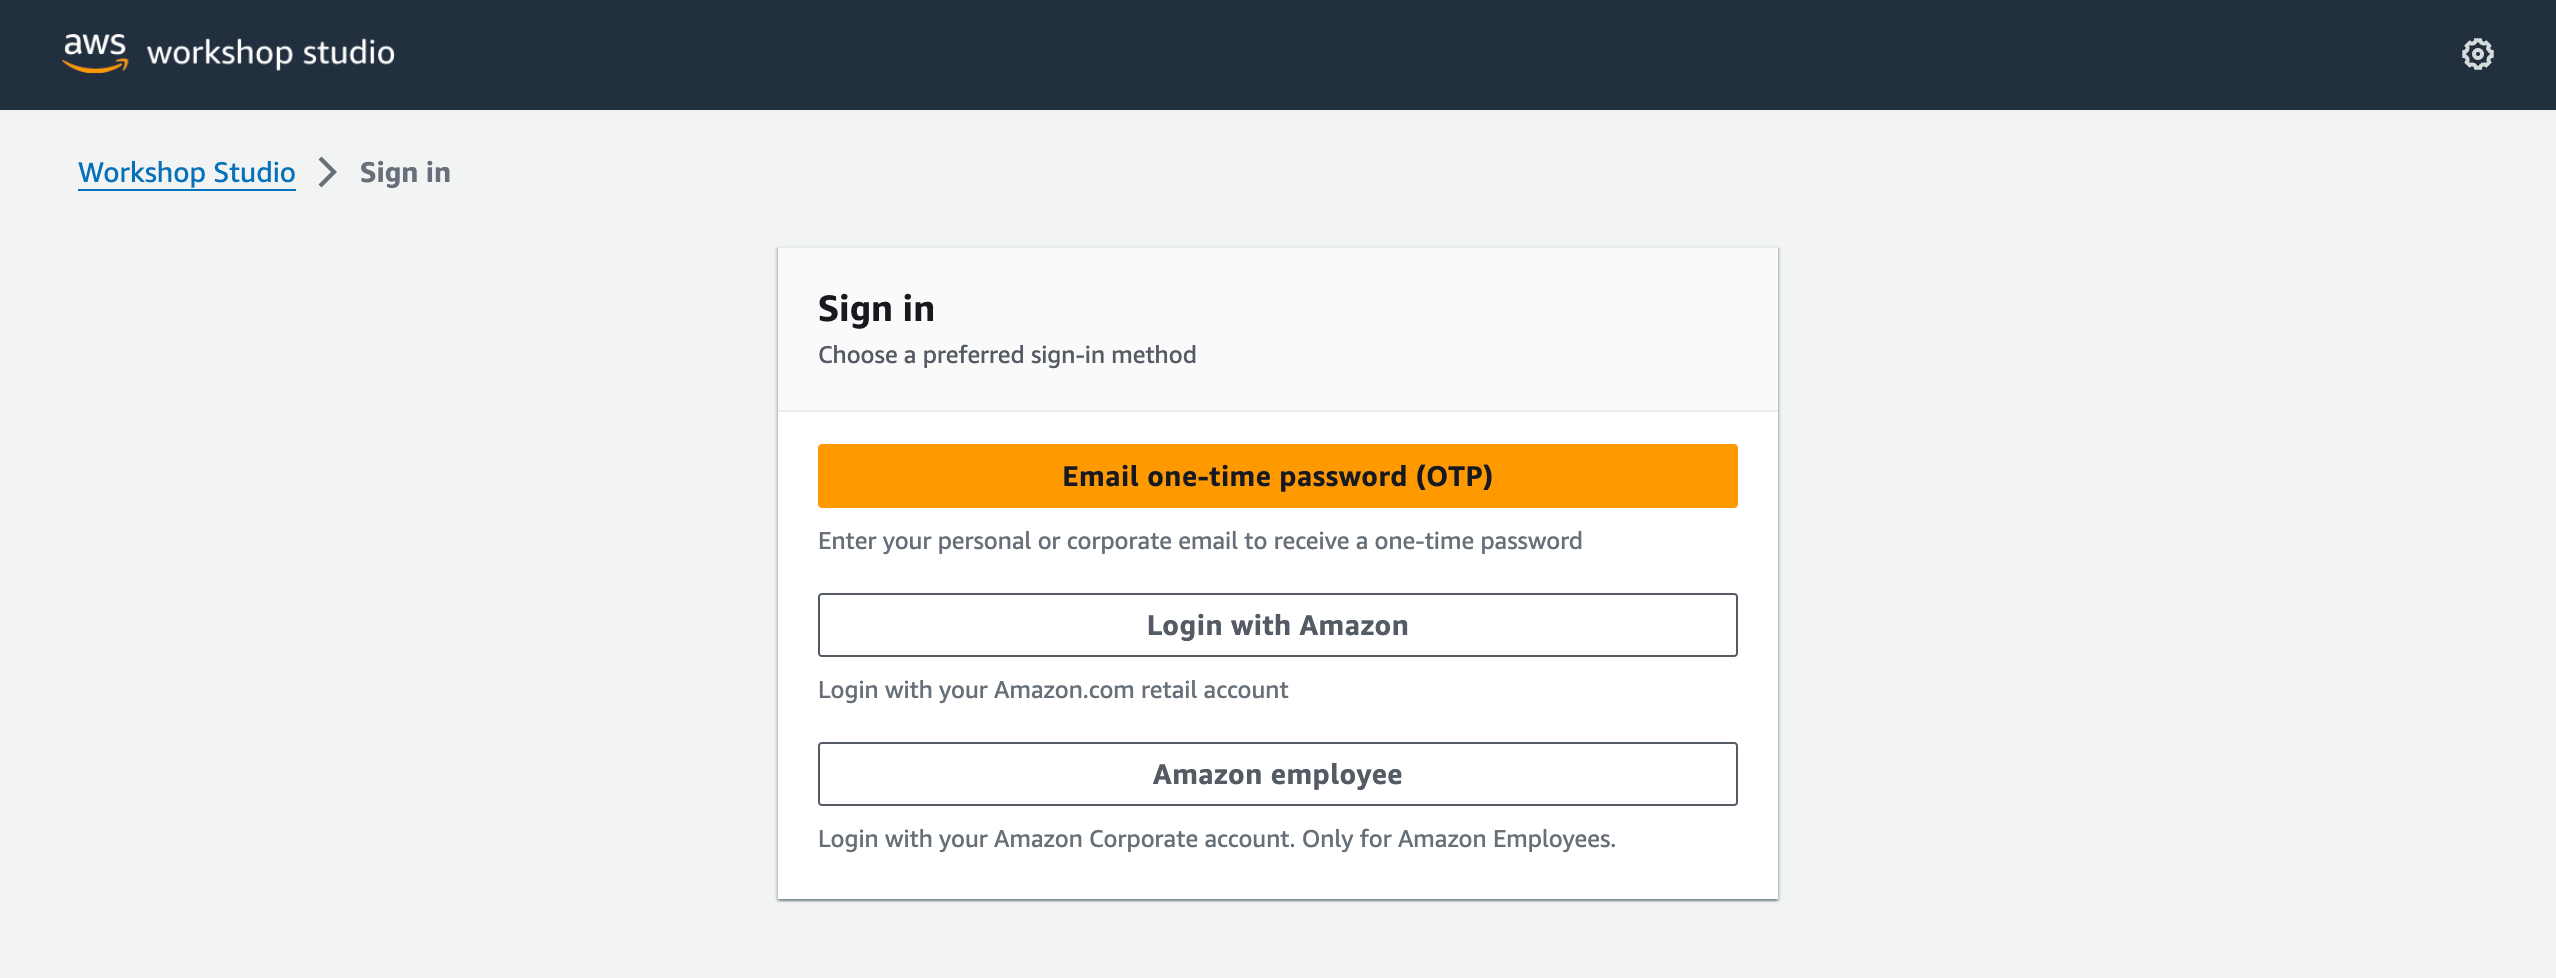 aws workshop studio
Workshop Studio > Sign in
Sign in
Choose a preferred sign-in method
Email one-time password (OTP)
Enter your personal or corporate email to receive a one-time password
Login with Amazon
Login with your Amazon.com retail account
Amazon employee
Login with your Amazon Corporate account. Only for Amazon Employees.